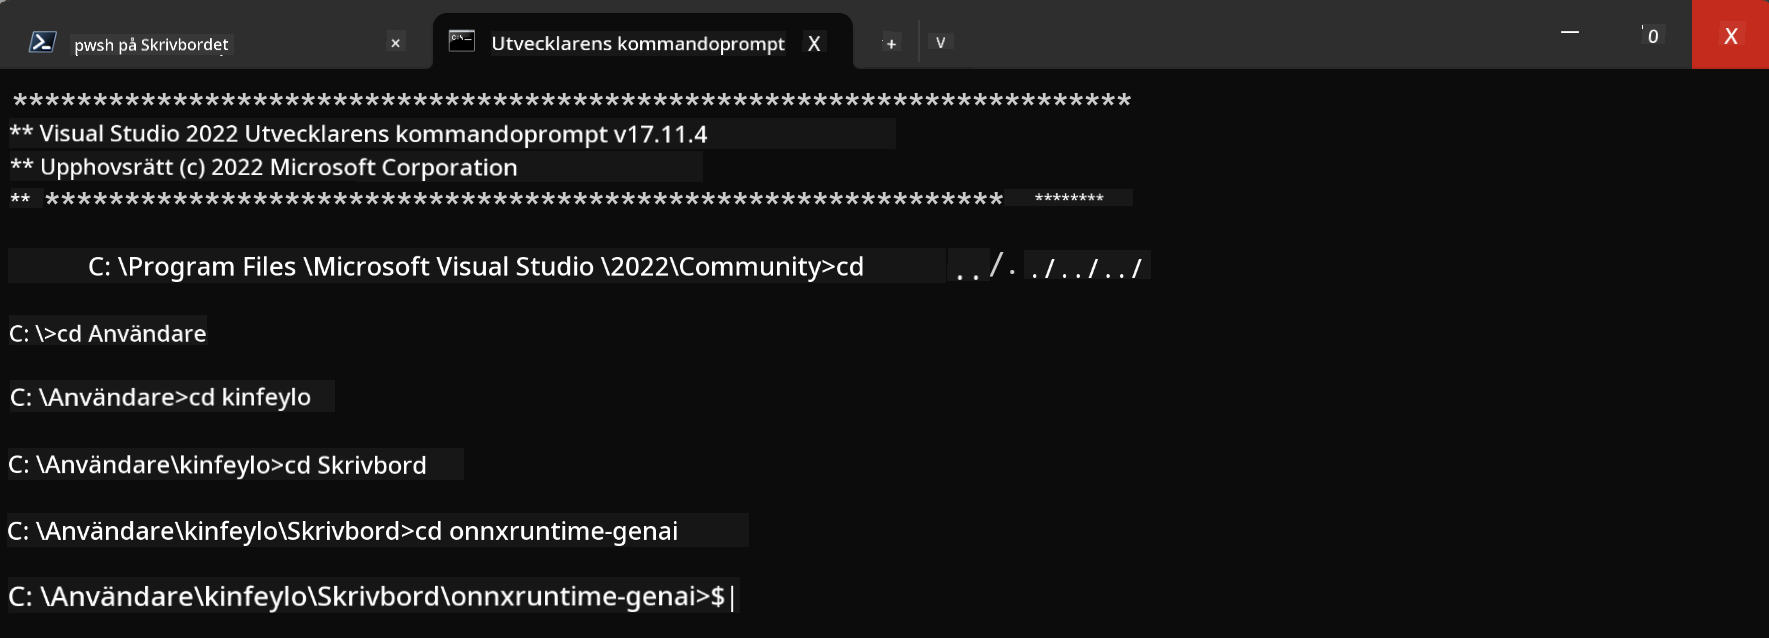 pwsh på Skrivbordet × Utvecklarens kommandoprompt X + V — 0 X
**********************************************************************
** Visual Studio 2022 Utvecklarens kommandoprompt v17.11.4
** Upphovsrätt (c) 2022 Microsoft Corporation
** ************************************************************ ********
C: \Program Files \Microsoft Visual Studio \2022\Community>cd ../../../../
C: \>cd Användare
C: \Användare>cd kinfeylo
C: \Användare\kinfeylo>cd Skrivbord
C: \Användare\kinfeylo\Skrivbord>cd onnxruntime-genai
C: \Användare\kinfeylo\Skrivbord\onnxruntime-genai>$|